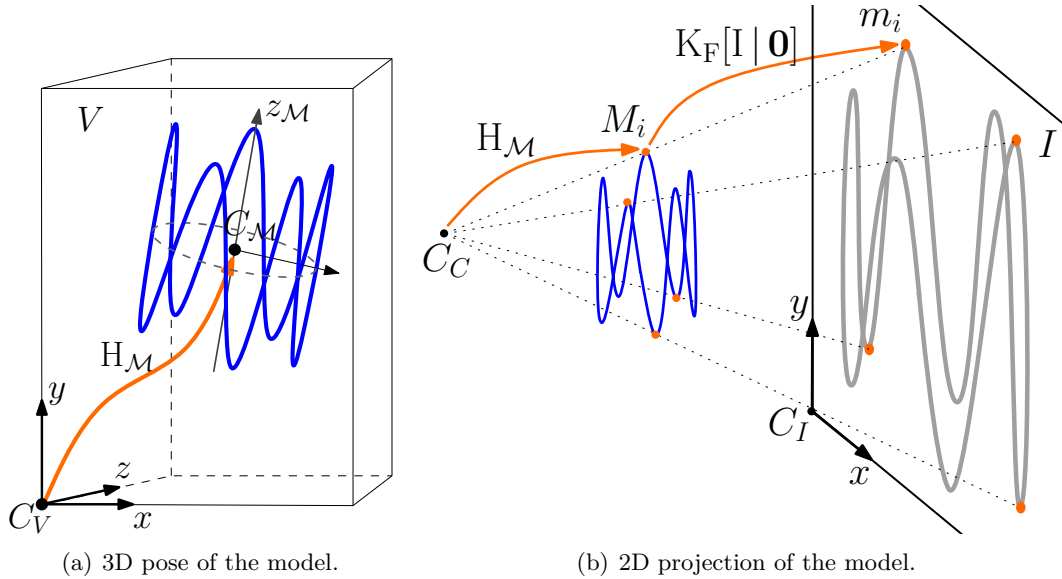 V
z_ℳ
C_ℳ
H_ℳ
y
z
x
C_V
m_i
K_F[I | 0]
M_i
H_ℳ
I
C_C
y
C_I
x
(a) 3D pose of the model.
(b) 2D projection of the model.